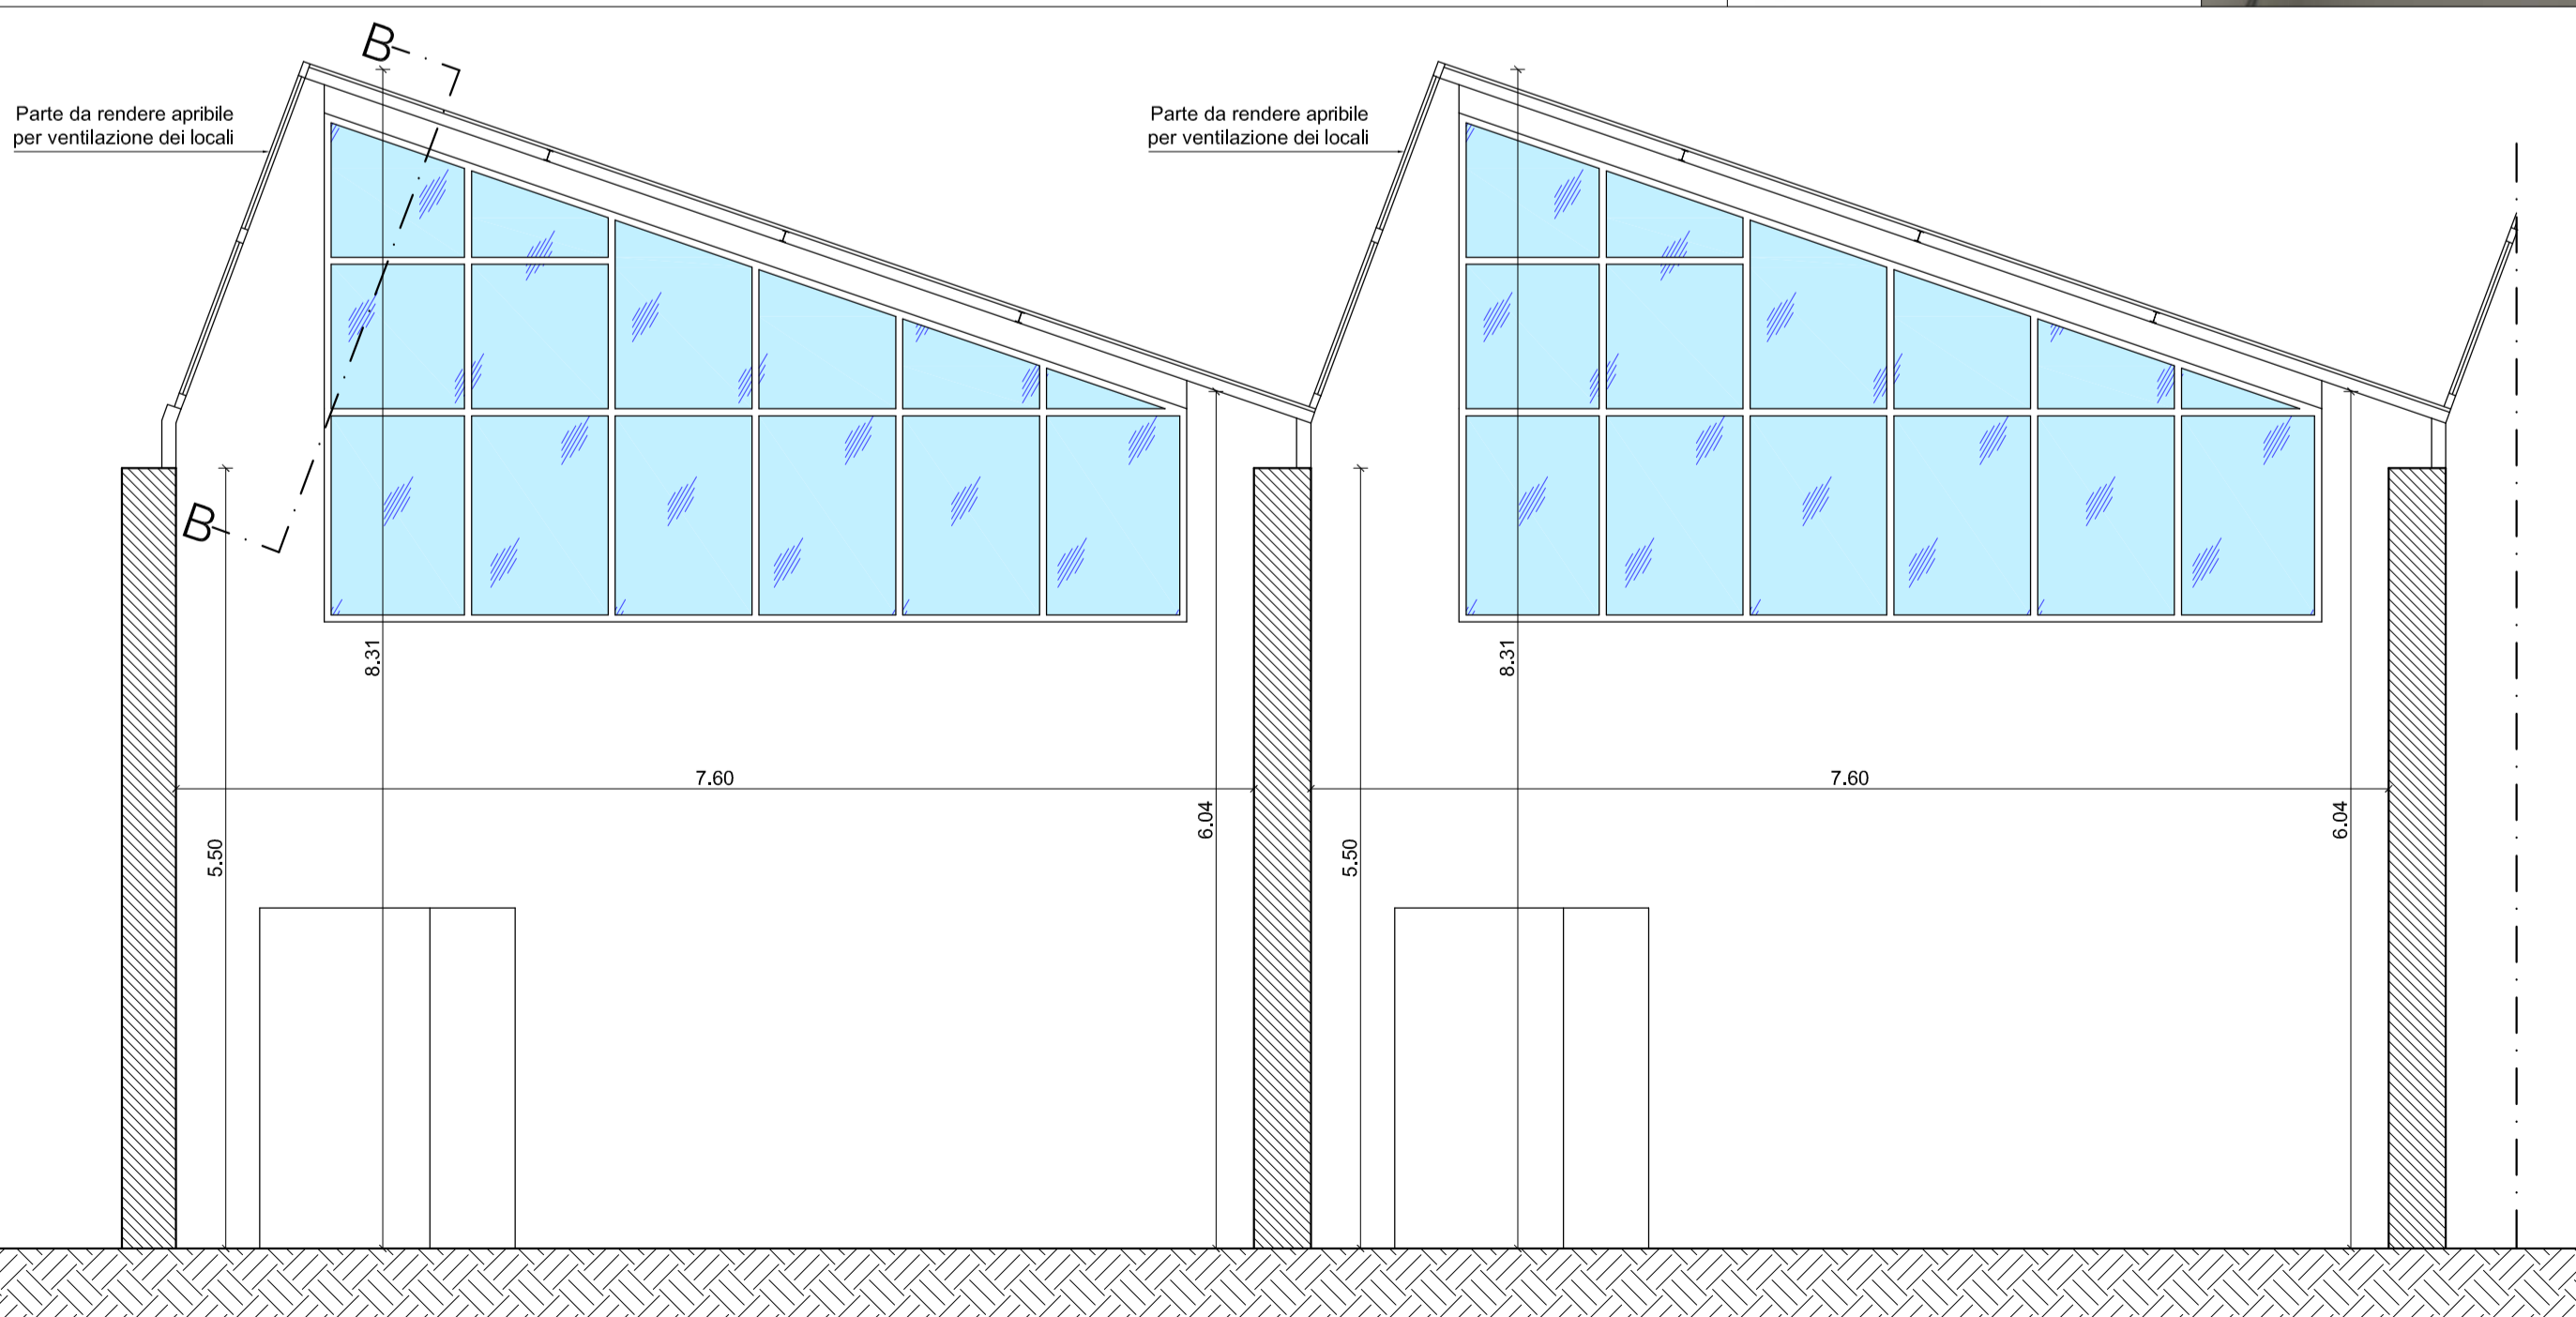 B
Parte da rendere apribile
per ventilazione dei locali
Parte da rendere apribile
per ventilazione dei locali
B
8.31
8.31
7.60
7.60
6.04
6.04
5.50
5.50